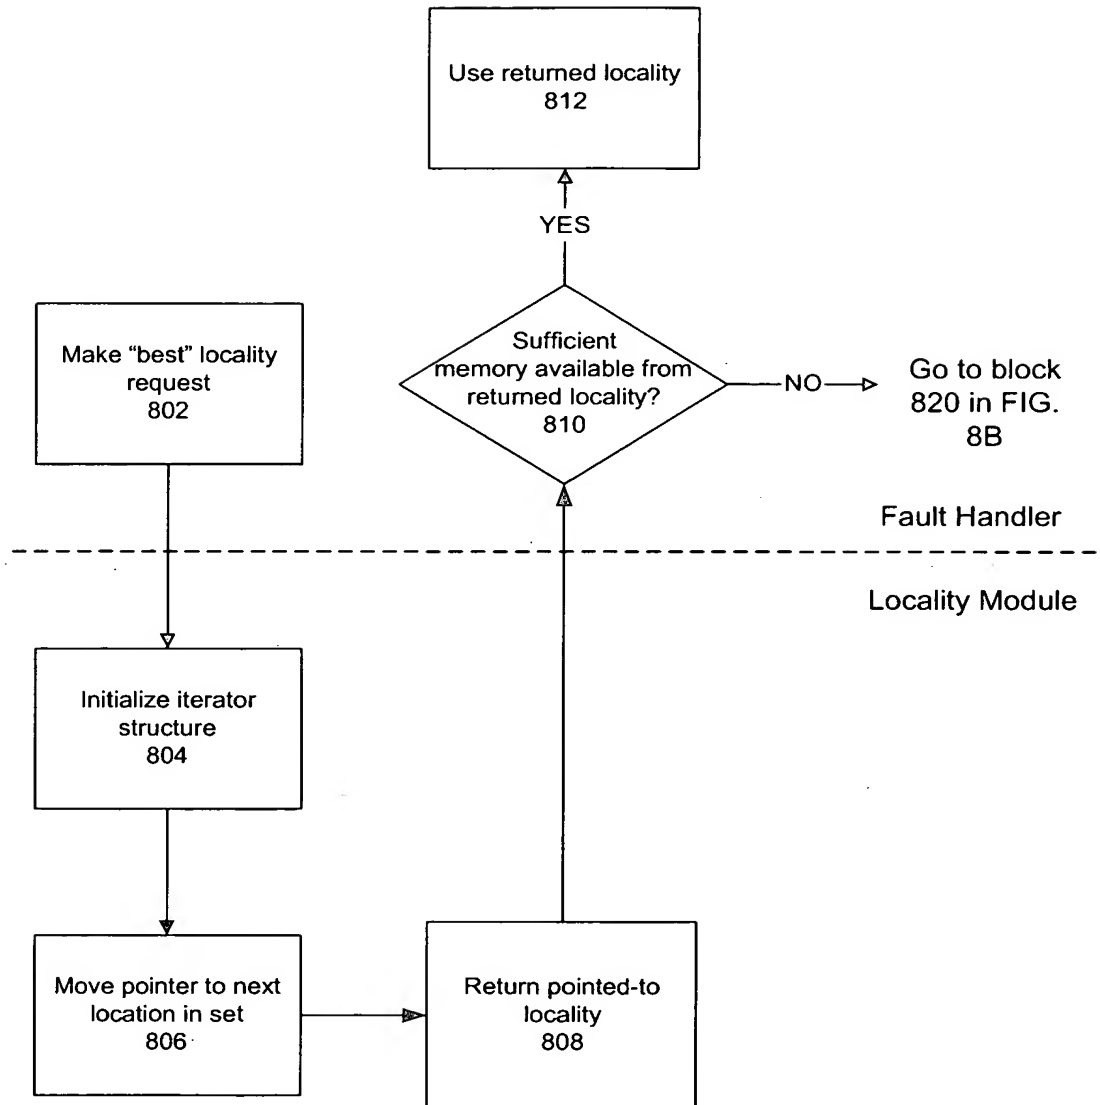 Use returned locality
812
YES
Make “best” locality
request
802
Sufficient
memory available from
returned locality?
810
NO
Go to block
820 in FIG.
8B
Fault Handler
Locality Module
Initialize iterator
structure
804
Move pointer to next
location in set
806
Return pointed-to
locality
808